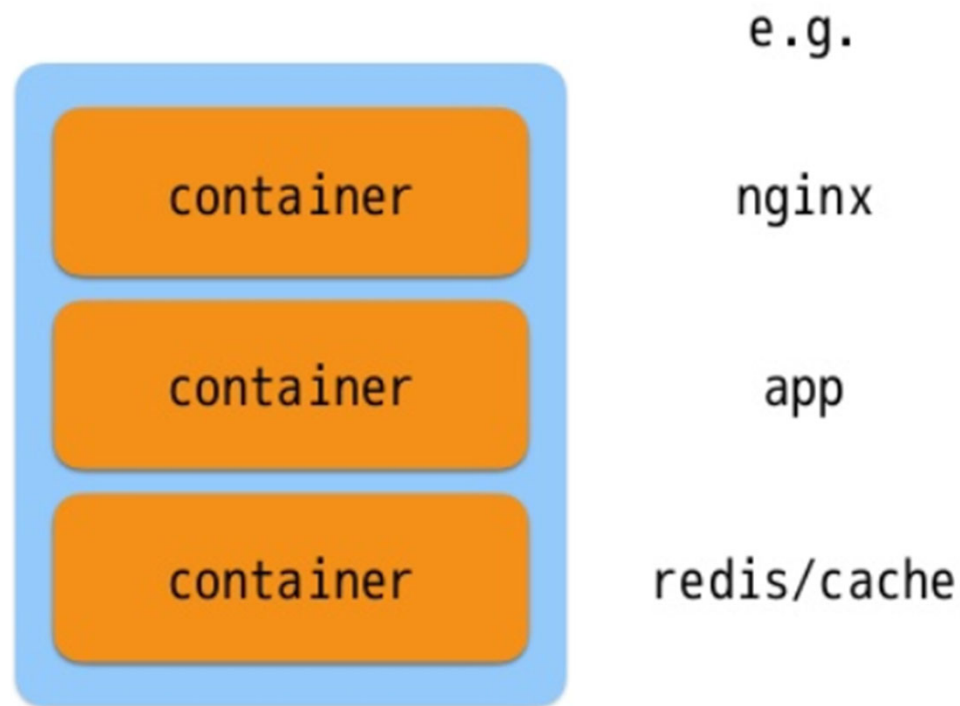 e.g.
container nginx
container app
container redis/cache